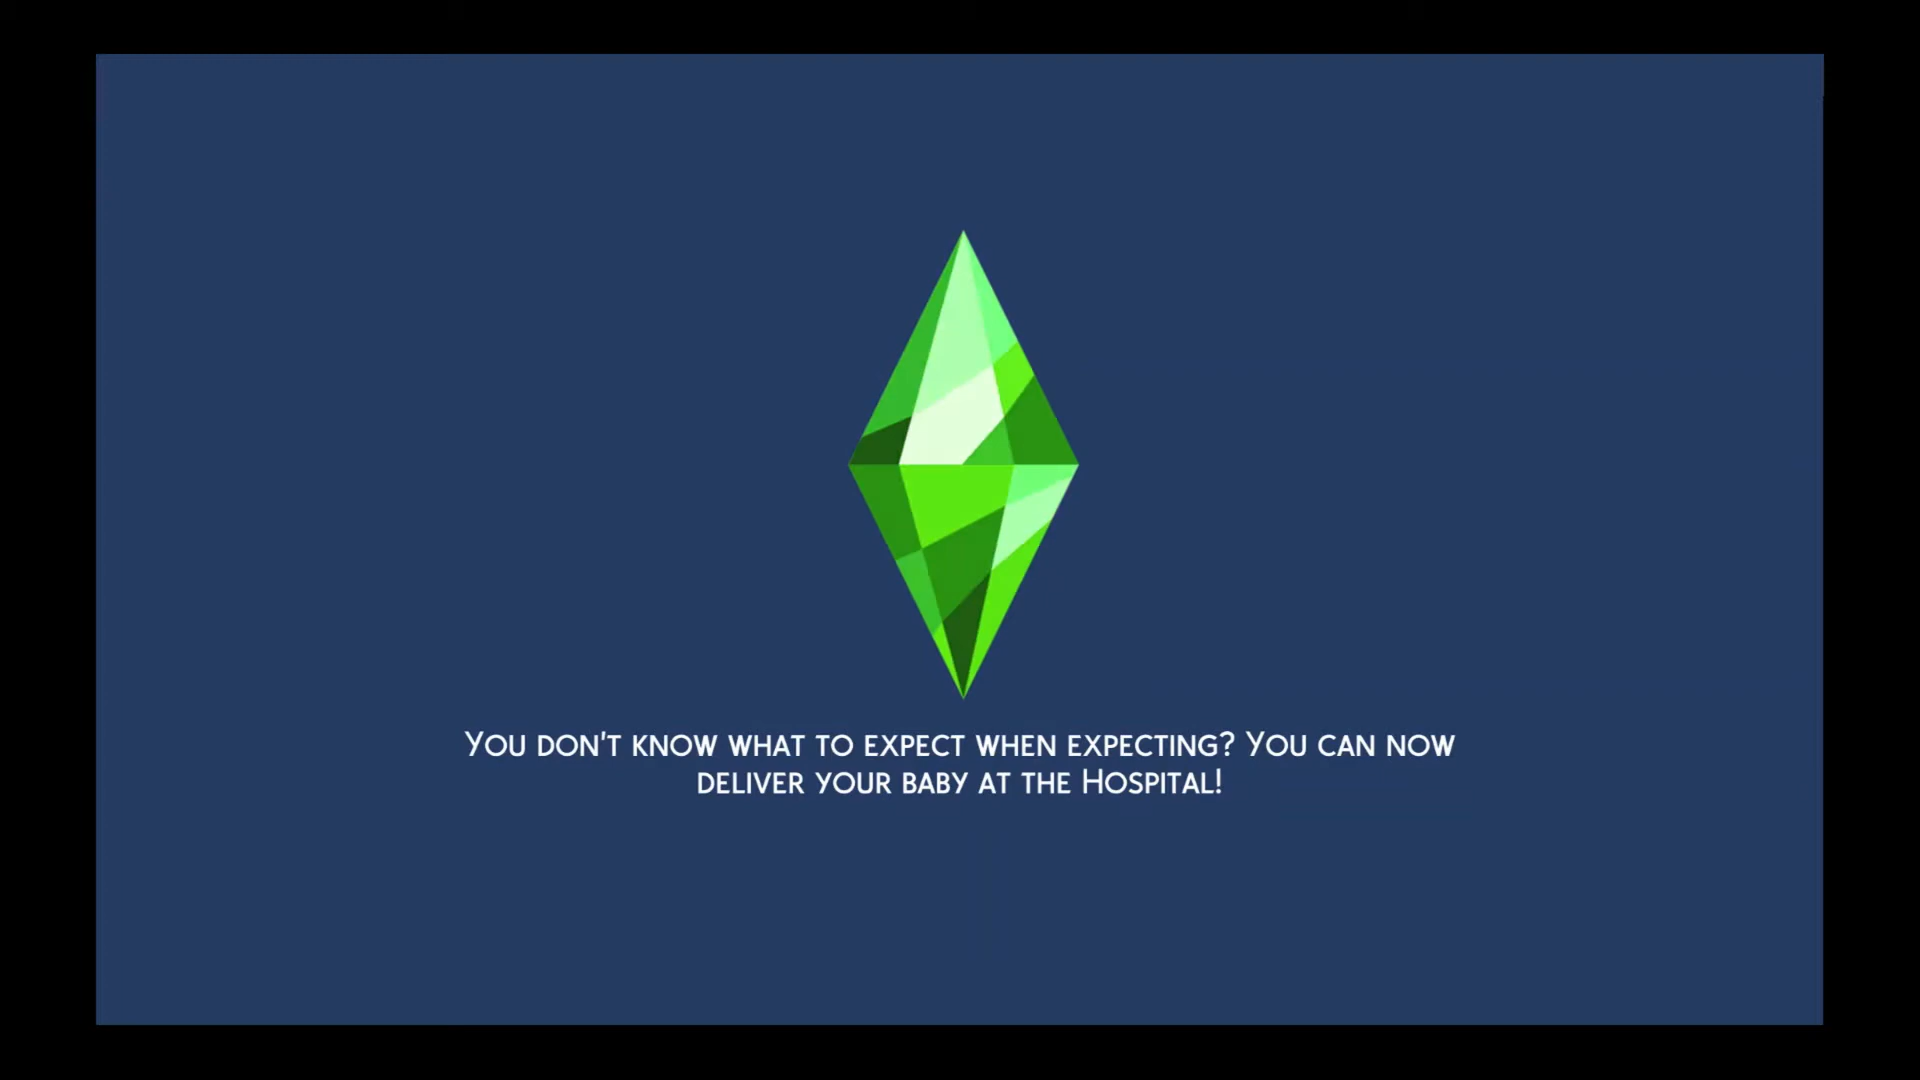 You don't know what to expect when expecting? You can now
deliver your baby at the Hospital!